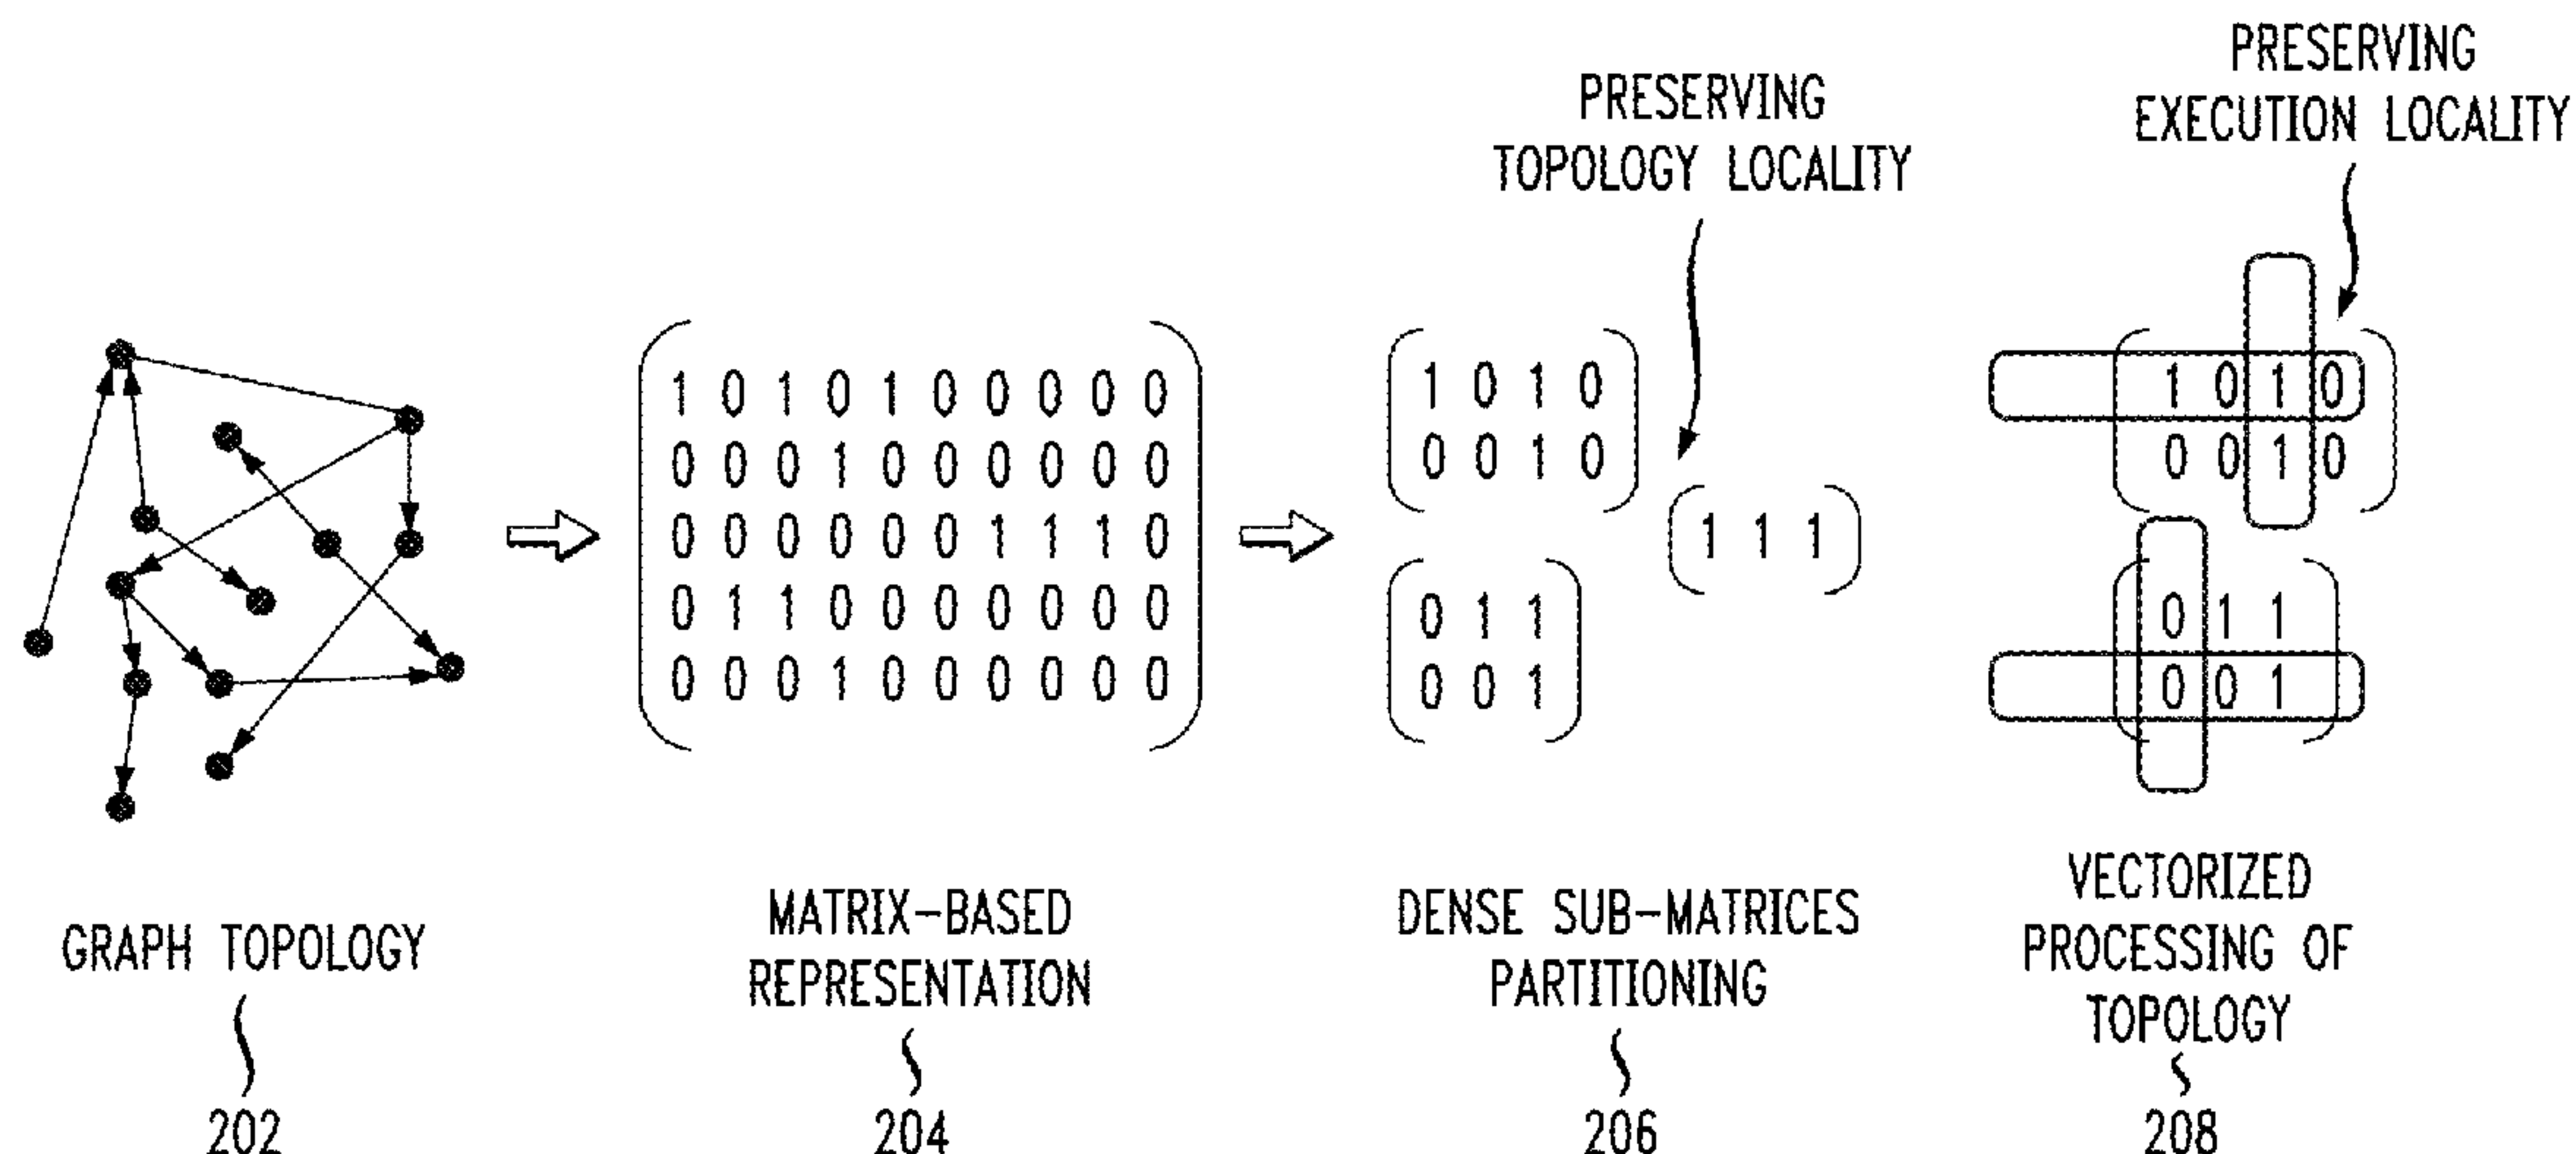 PRESERVING
TOPOLOGY LOCALITY
PRESERVING
EXECUTION LOCALITY
1 0 1 0 1 0 0 0 0 0
0 0 0 1 0 0 0 0 0 0
0 0 0 0 0 0 1 1 1 0
0 1 1 0 0 0 0 0 0 0
0 0 0 1 0 0 0 0 0 0
1 0 1 0
0 0 1 0
1 1 1
0 1 1
0 0 1
1 0 1 0
0 0 1 0
0 1 1
0 0 1
GRAPH TOPOLOGY
202
MATRIX-BASED
REPRESENTATION
204
DENSE SUB-MATRICES
PARTITIONING
206
VECTORIZED
PROCESSING OF
TOPOLOGY
208